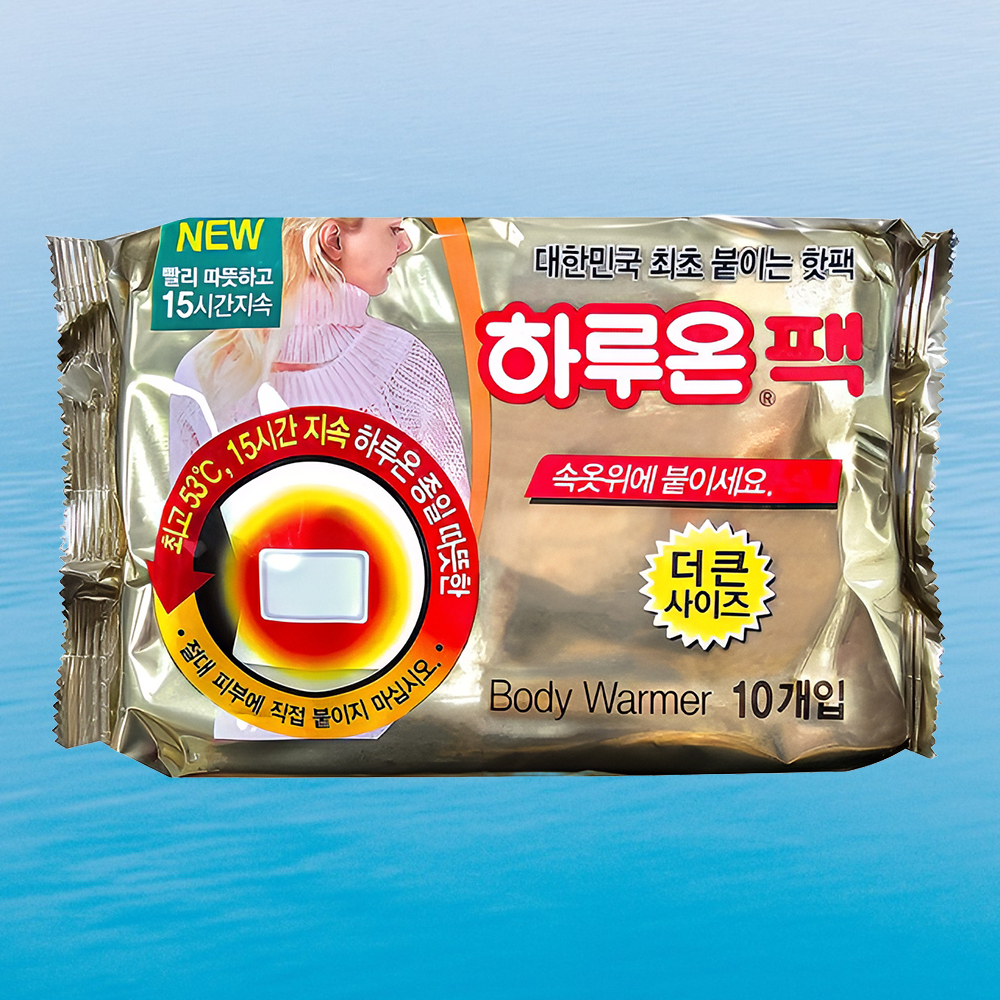 NEW
빨리 따뜻하고
15시간지속
대한민국 최초 붙이는 핫팩
하루온팩®
최고 53℃, 15시간 지속 하루온 종일 따뜻한
속옷위에 붙이세요.
더 큰
사이즈
• 절대 피부에 직접 붙이지 마십시오. •
Body Warmer 10개입